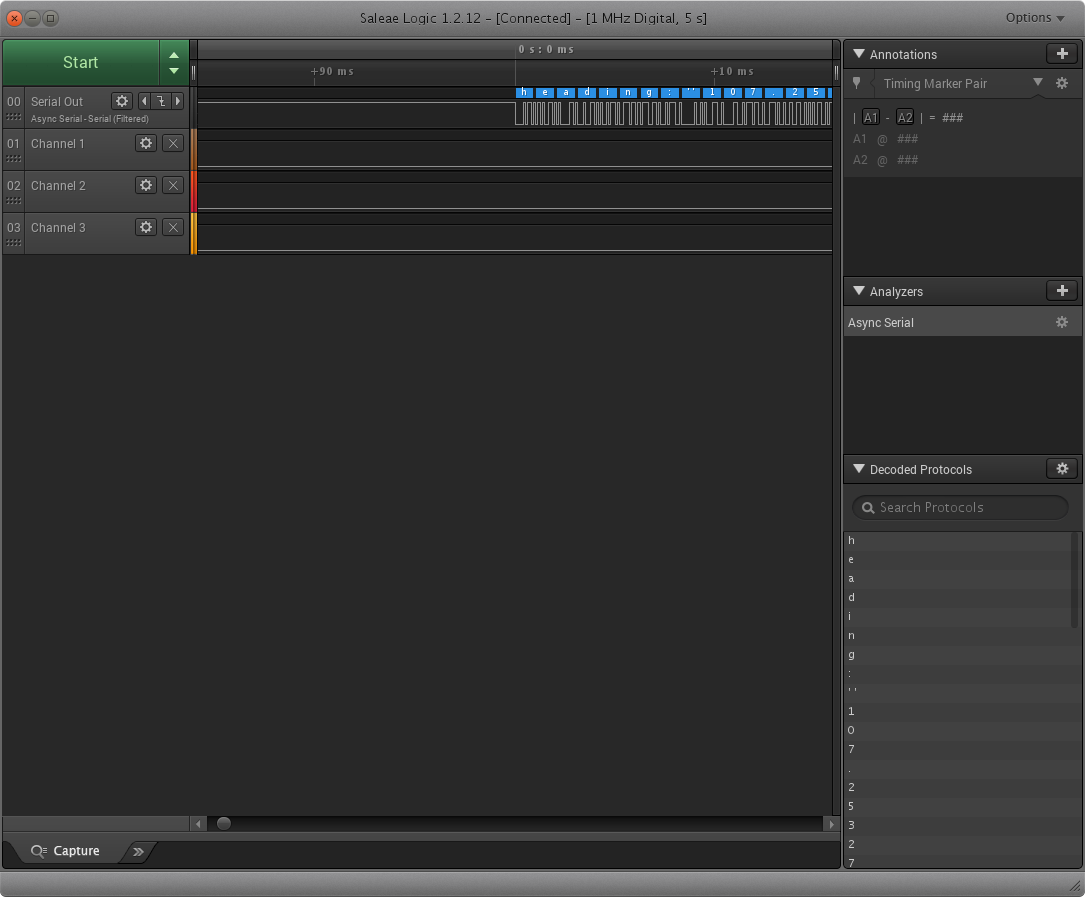 Saleae Logic 1.2.12 - [Connected] - [1 MHz Digital, 5 s]
Options
Start
0 s : 0 ms
+90 ms
+10 ms
00 Serial Out
Async Serial - Serial (Filtered)
h e a d i n g : ' ' 1 0 7 . 2 5
01 Channel 1
02 Channel 2
03 Channel 3
Capture
Annotations
Timing Marker Pair
| A1 - A2 | = ###
A1 @ ###
A2 @ ###
Analyzers
Async Serial
Decoded Protocols
Search Protocols
h
e
a
d
i
n
g
:
' '
1
0
7
.
2
5
3
2
7